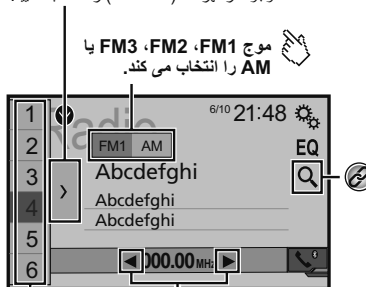 موج FM1، FM2، FM3 یا
AM را انتخاب می کند.
6/10 21:48
1
2
3
4
5
6
Radio
FM1 AM
EQ
Abcdefghi
Abcdefghi
Abcdefghi
000.00 MHz